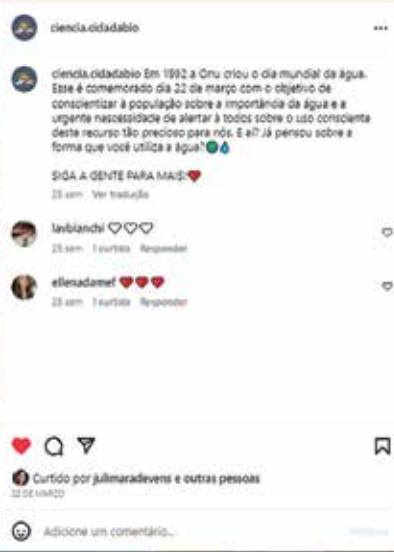 ciencia.cidadabio
ciencia.cidadabio Em 1992 a Onu criou o dia mundial da água.
Esse é comemorado dia 22 de março com o objetivo de
conscientizar à população sobre a importância da água e a
urgente nescessidade de alertar à todos sobre o uso consciente
deste recurso tão precioso para nós. E aí? Já pensou sobre a
forma que você utiliza a água?
SIGA A GENTE PARA MAIS!
23 sem Ver tradução
lavbianchi ♡♡♡
23 sem 1 curtida Responder
ellenadamef
23 sem 1 curtida Responder
Curtido por julimaradevens e outras pessoas
22 DE MARÇO
Adicione um comentário...